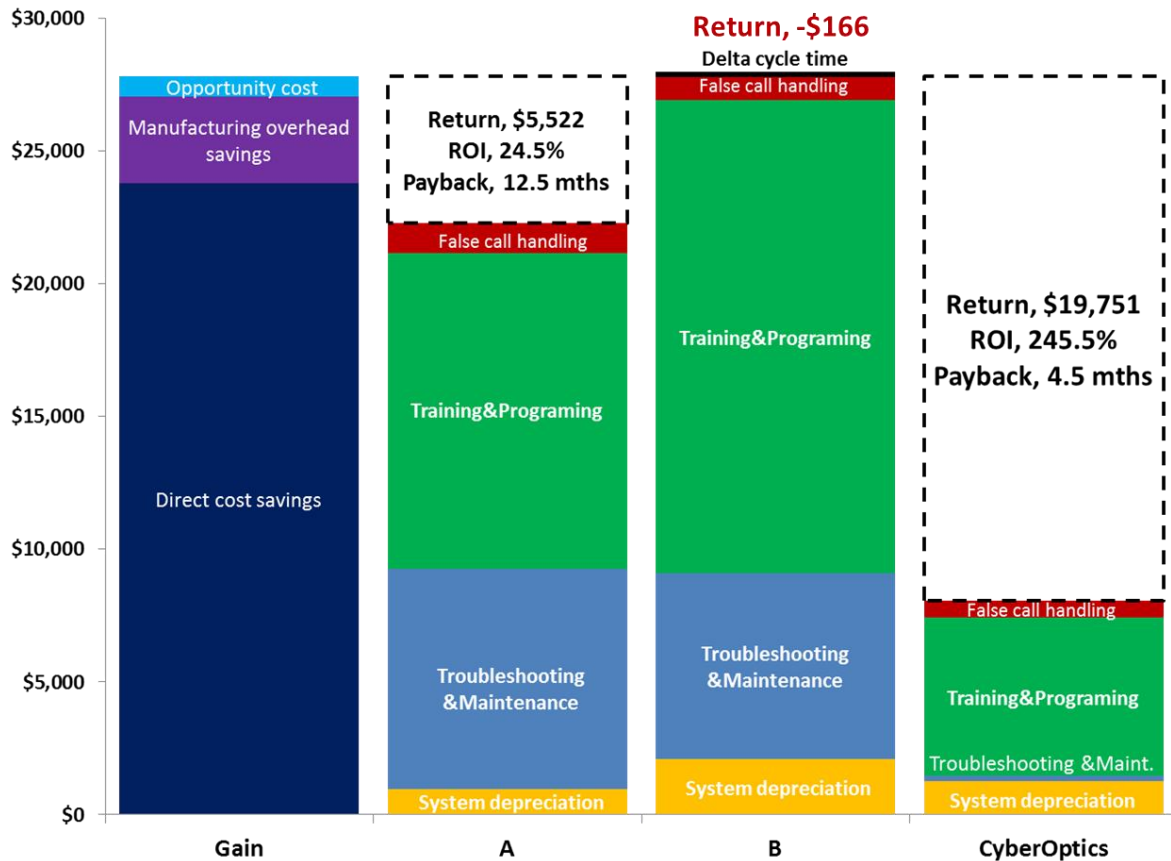 $30,000
$25,000
$20,000
$15,000
$10,000
$5,000
$0
Opportunity cost
Manufacturing overhead
savings
Direct cost savings
Gain
Return, $5,522
ROI, 24.5%
Payback, 12.5 mths
False call handling
Training&Programing
Troubleshooting
&Maintenance
System depreciation
A
Return, -$166
Delta cycle time
False call handling
Training&Programing
Troubleshooting
&Maintenance
System depreciation
B
Return, $19,751
ROI, 245.5%
Payback, 4.5 mths
False call handling
Training&Programing
Troubleshooting &Maint.
System depreciation
CyberOptics